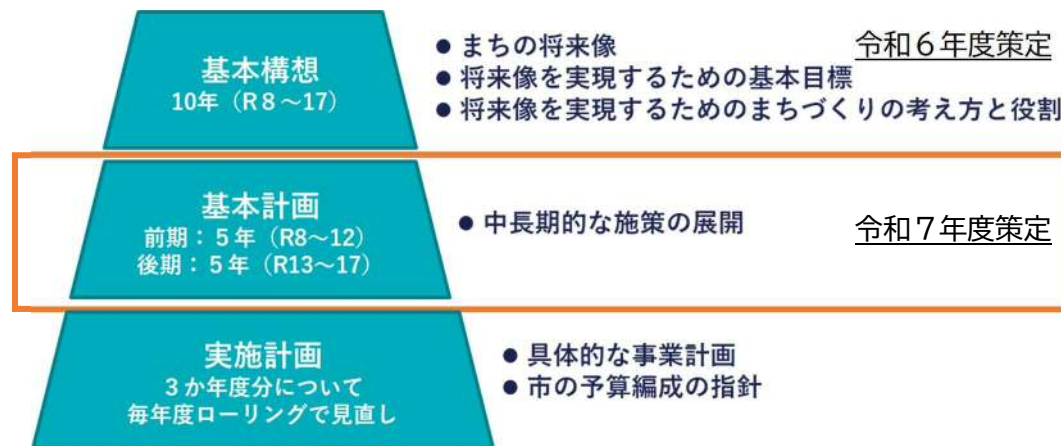 基本構想
10年（R８～17）
● まちの将来像
● 将来像を実現するための基本目標
● 将来像を実現するためのまちづくりの考え方と役割
令和６年度策定
基本計画
前期：５年（R8～12）
後期：５年（R13～17）
● 中長期的な施策の展開
令和７年度策定
実施計画
３か年度分について
毎年度ローリングで見直し
● 具体的な事業計画
● 市の予算編成の指針